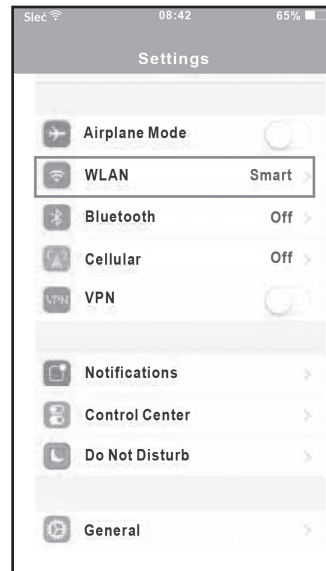 Sieć 08:42 65%
Settings
Airplane Mode
WLAN Smart
Bluetooth Off
Cellular Off
VPN VPN
Notifications
Control Center
Do Not Disturb
General